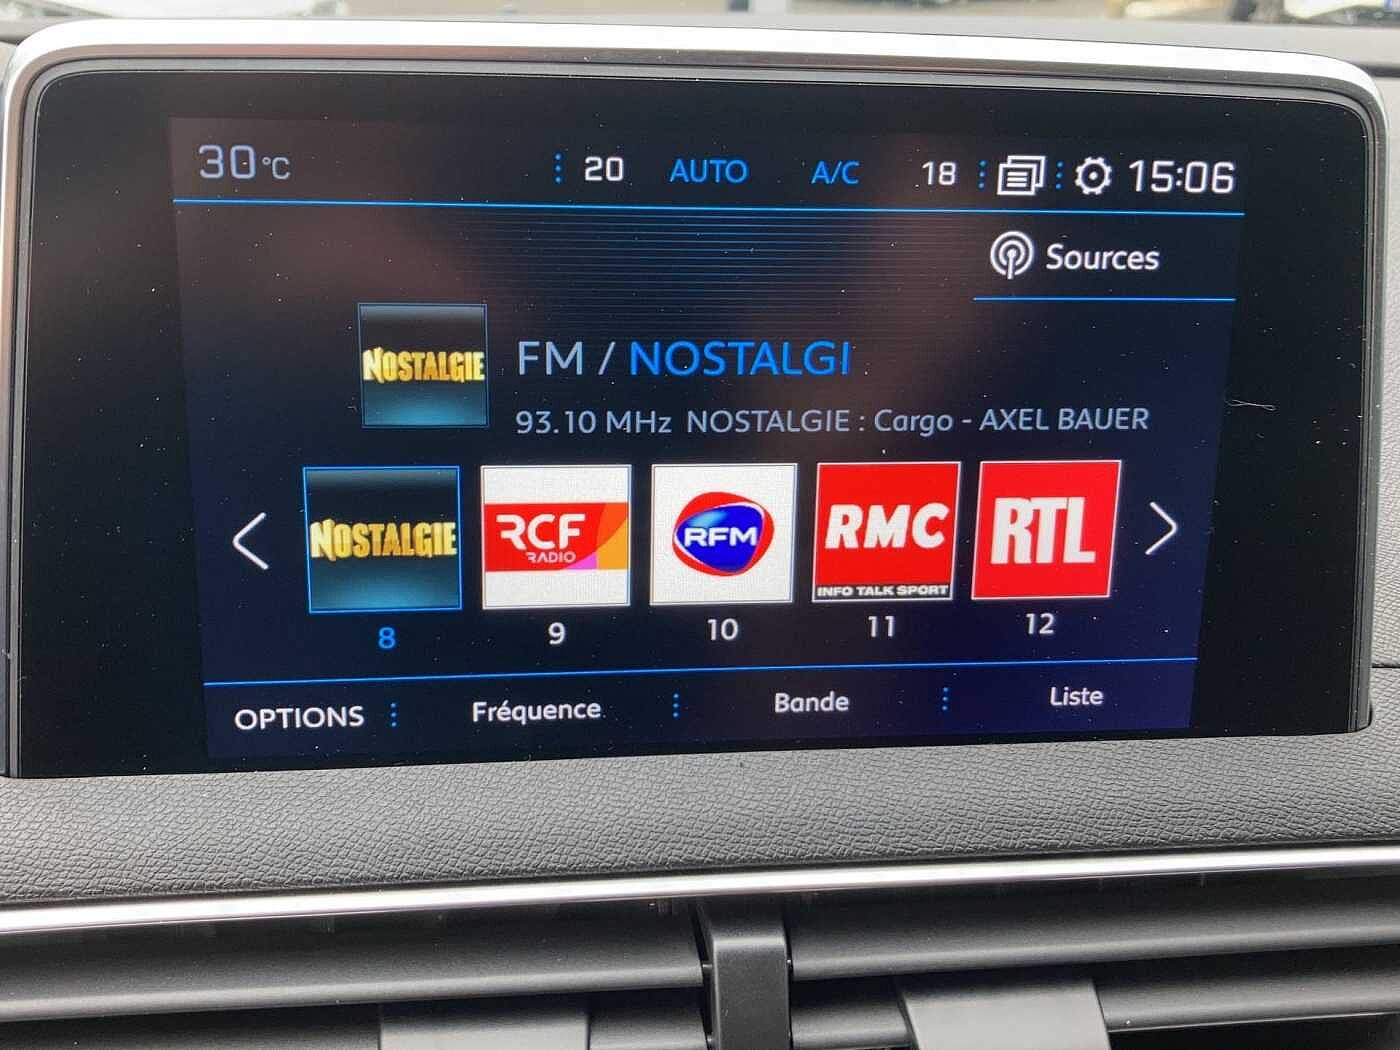 30°C 20 AUTO A/C 18 15:06
Sources
NOSTALGIE
FM / NOSTALGI
93.10 MHz NOSTALGIE : Cargo - AXEL BAUER
NOSTALGIE
RCF
RADIO
RFM
RMC
INFO TALK SPORT
RTL
8 9 10 11 12
OPTIONS Fréquence Bande Liste